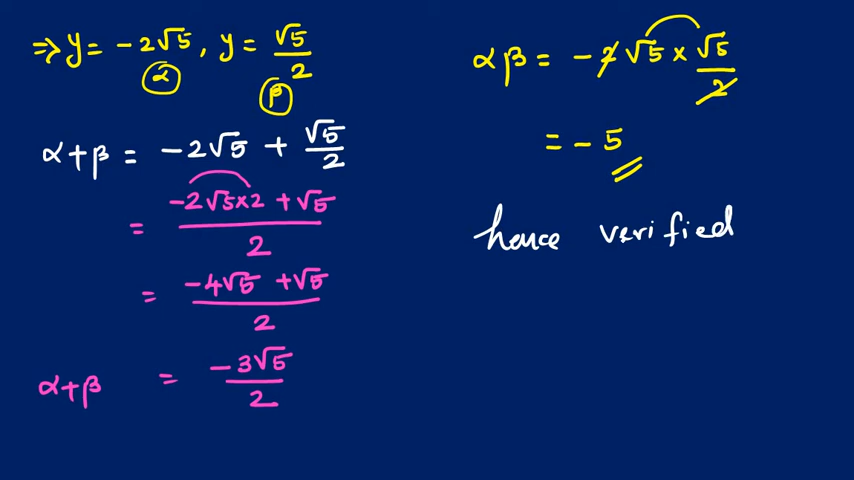 ⇒ y = -2√5, y = √5/2
α β
α+β = -2√5 + √5/2
= (-2√5×2 + √5)/2
= (-4√5 + √5)/2
α+β = -3√5/2
αβ = -2√5 × √5/2
= -5
hence verified